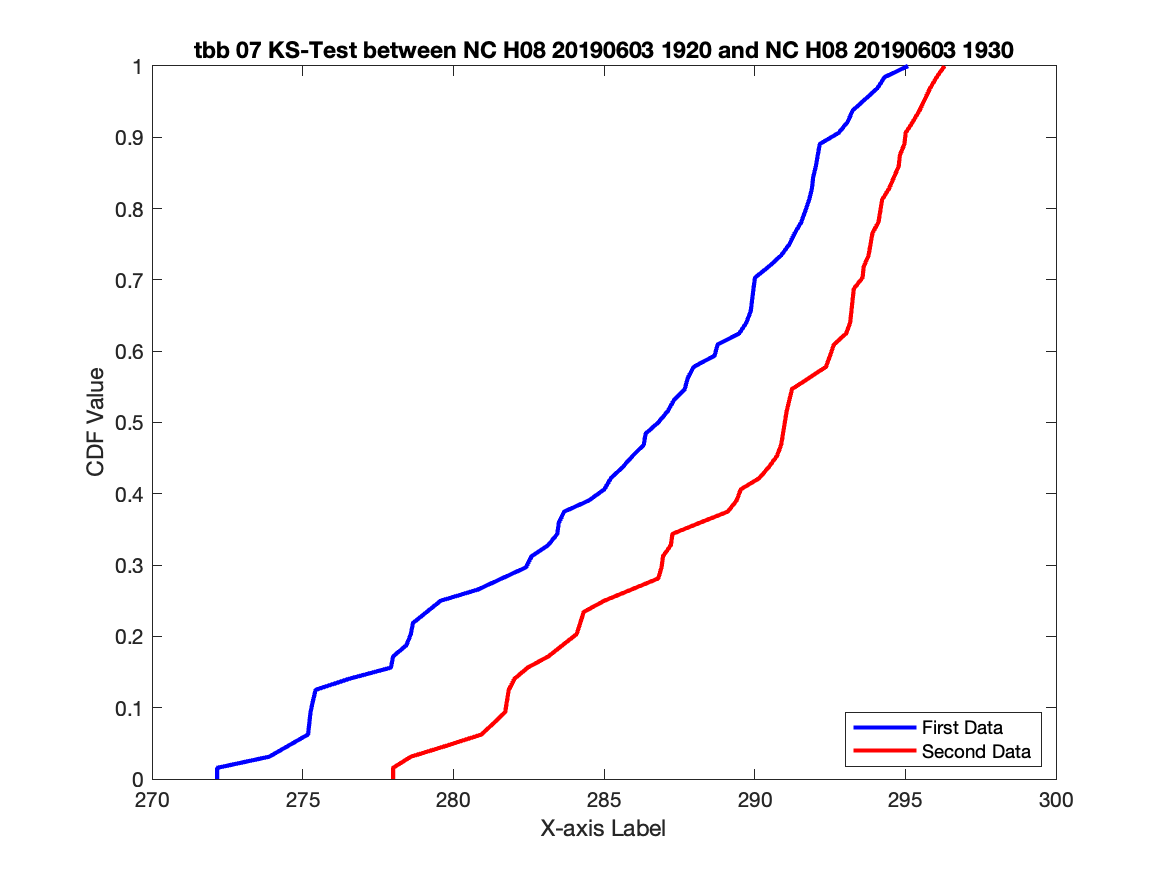 tbb 07 KS-Test between NC H08 20190603 1920 and NC H08 20190603 1930
1
0.9
0.8
0.7
0.6
0.5
0.4
0.3
0.2
0.1
0
CDF Value
First Data
Second Data
270 275 280 285 290 295 300
X-axis Label